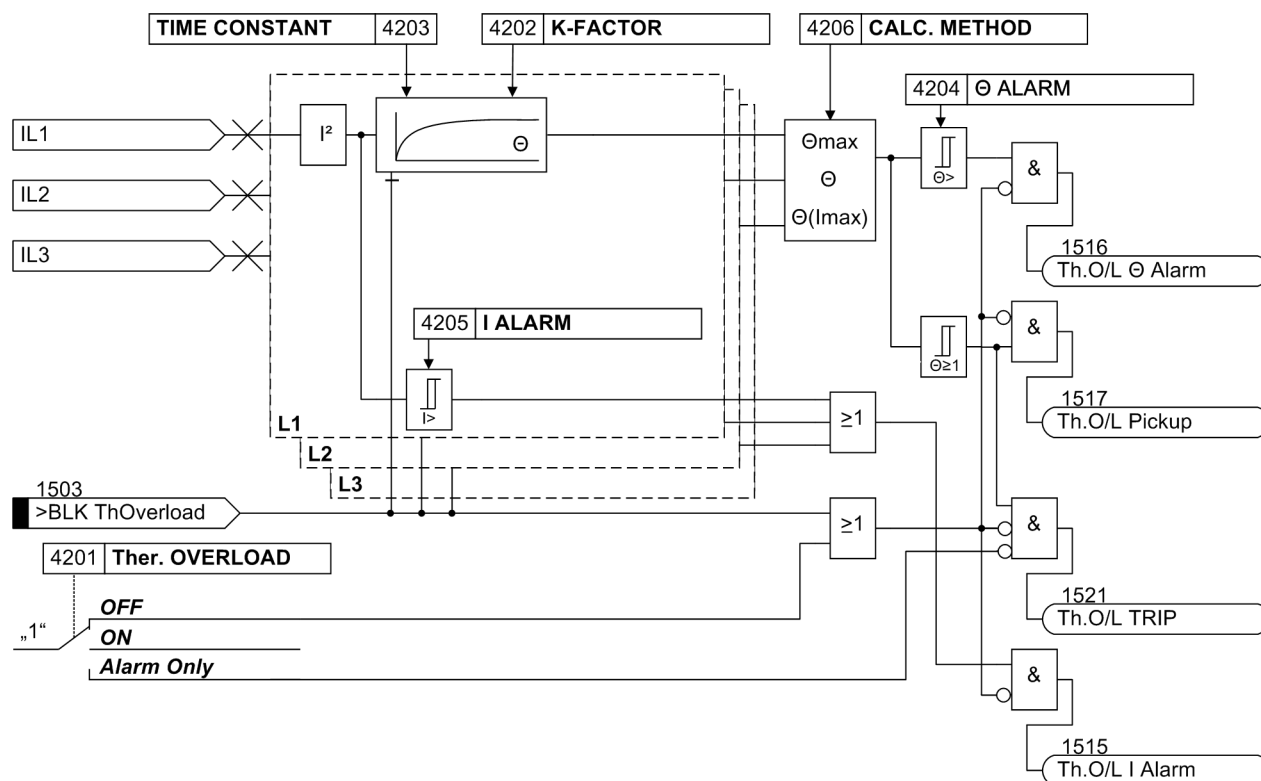 TIME CONSTANT 4203
4202 K-FACTOR
4206 CALC. METHOD
4204 Θ ALARM
IL1
I²
Θ
Θmax
Θ
Θ(Imax)
Θ>
&
IL2
IL3
1516
Th.O/L Θ Alarm
4205 I ALARM
&
Θ≥1
I>
≥1
1517
Th.O/L Pickup
L1
L2
L3
1503
>BLK ThOverload
≥1
&
4201 Ther. OVERLOAD
OFF
„1“
ON
Alarm Only
1521
Th.O/L TRIP
&
1515
Th.O/L I Alarm